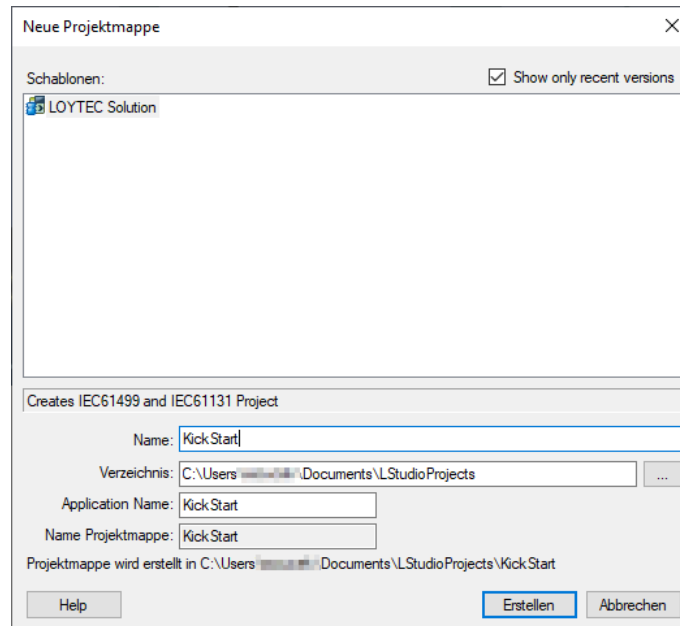 Neue Projektmappe
Schablonen:
Show only recent versions
LOYTEC Solution
Creates IEC61499 and IEC61131 Project
Name: KickStart
Verzeichnis: C:\Users\ \Documents\LStudioProjects ...
Application Name: KickStart
Name Projektmappe: KickStart
Projektmappe wird erstellt in C:\Users\ \Documents\LStudioProjects\KickStart
Help Erstellen Abbrechen